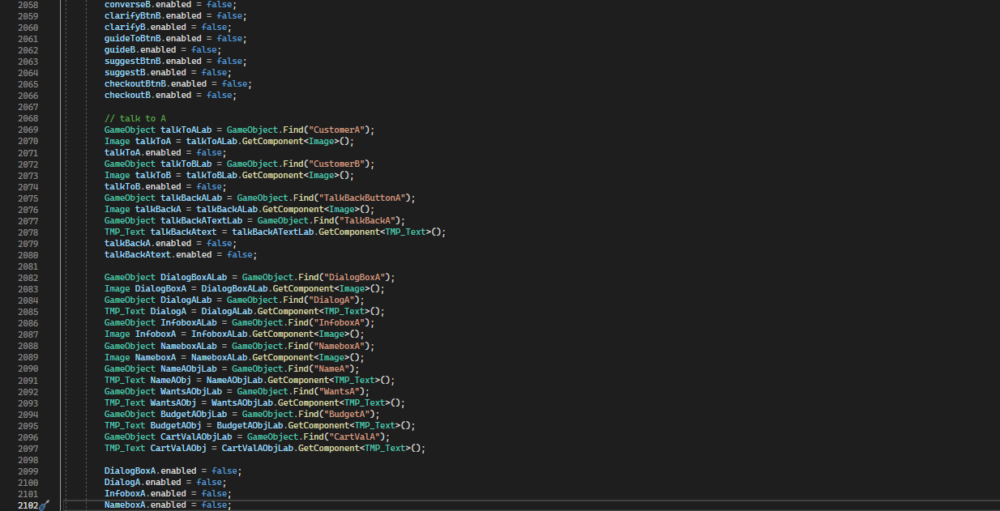 2058 converseB.enabled = false;
2059 clarifyBtnB.enabled = false;
2060 clarifyB.enabled = false;
2061 guideToBtnB.enabled = false;
2062 guideB.enabled = false;
2063 suggestBtnB.enabled = false;
2064 suggestB.enabled = false;
2065 checkoutBtnB.enabled = false;
2066 checkoutB.enabled = false;
2067
2068 // talk to A
2069 GameObject talkToALab = GameObject.Find("CustomerA");
2070 Image talkToA = talkToALab.GetComponent<Image>();
2071 talkToA.enabled = false;
2072 GameObject talkToBLab = GameObject.Find("CustomerB");
2073 Image talkToB = talkToBLab.GetComponent<Image>();
2074 talkToB.enabled = false;
2075 GameObject talkBackALab = GameObject.Find("TalkBackButtonA");
2076 Image talkBackA = talkBackALab.GetComponent<Image>();
2077 GameObject talkBackATextLab = GameObject.Find("TalkBackA");
2078 TMP_Text talkBackAtext = talkBackATextLab.GetComponent<TMP_Text>();
2079 talkBackA.enabled = false;
2080 talkBackAtext.enabled = false;
2081
2082 GameObject DialogBoxALab = GameObject.Find("DialogBoxA");
2083 Image DialogBoxA = DialogBoxALab.GetComponent<Image>();
2084 GameObject DialogALab = GameObject.Find("DialogA");
2085 TMP_Text DialogA = DialogALab.GetComponent<TMP_Text>();
2086 GameObject InfoboxALab = GameObject.Find("InfoboxA");
2087 Image InfoboxA = InfoboxALab.GetComponent<Image>();
2088 GameObject NameboxALab = GameObject.Find("NameboxA");
2089 Image NameboxA = NameboxALab.GetComponent<Image>();
2090 GameObject NameAObjLab = GameObject.Find("NameA");
2091 TMP_Text NameAObj = NameAObjLab.GetComponent<TMP_Text>();
2092 GameObject WantsAObjLab = GameObject.Find("WantsA");
2093 TMP_Text WantsAObj = WantsAObjLab.GetComponent<TMP_Text>();
2094 GameObject BudgetAObjLab = GameObject.Find("BudgetA");
2095 TMP_Text BudgetAObj = BudgetAObjLab.GetComponent<TMP_Text>();
2096 GameObject CartValAObjLab = GameObject.Find("CartValA");
2097 TMP_Text CartValAObj = CartValAObjLab.GetComponent<TMP_Text>();
2098
2099 DialogBoxA.enabled = false;
2100 DialogA.enabled = false;
2101 InfoboxA.enabled = false;
2102 NameboxA.enabled = false;